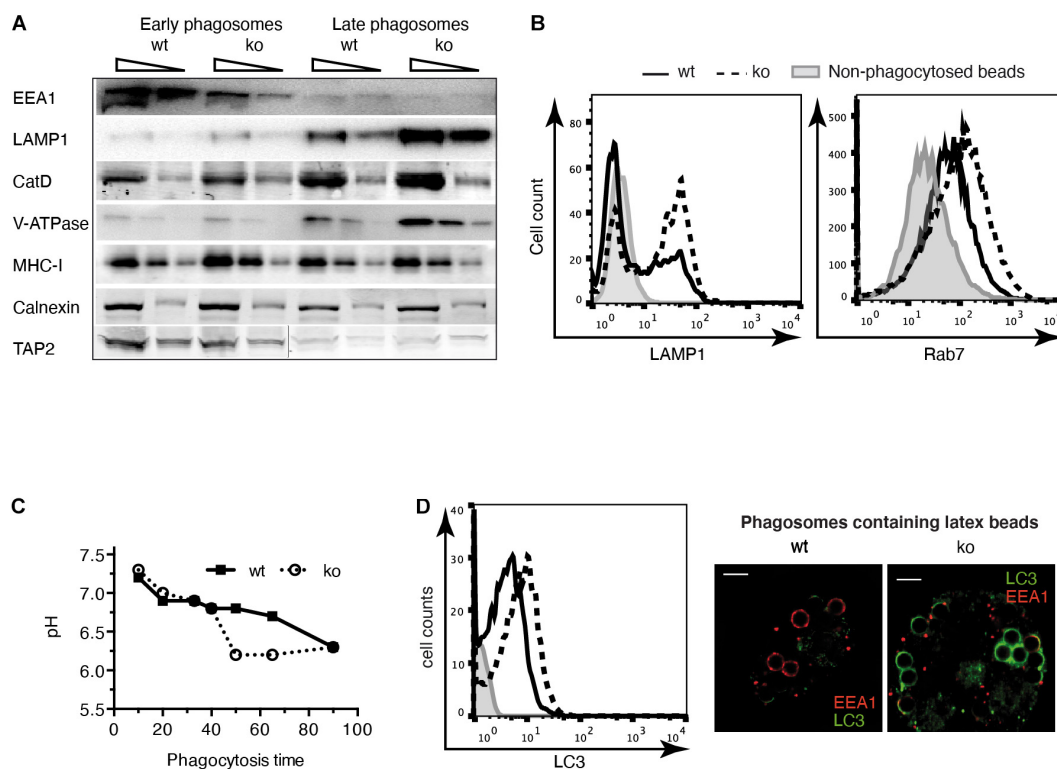 A
Early phagosomes Late phagosomes
wt ko wt ko
EEA1
LAMP1
CatD
V-ATPase
MHC-I
Calnexin
TAP2
B
wt ko Non-phagocytosed beads
Cell count
80
60
40
20
0
10^0 10^1 10^2 10^3 10^4
LAMP1
500
400
300
200
100
0
10^0 10^1 10^2 10^3 10^4
Rab7
C
pH
7.5
7.0
6.5
6.0
5.5
wt ko
0 20 40 60 80 100
Phagocytosis time
D
cell counts
40
30
20
10
0
10^0 10^1 10^2 10^3 10^4
LC3
Phagosomes containing latex beads
wt ko
EEA1
LC3
LC3
EEA1